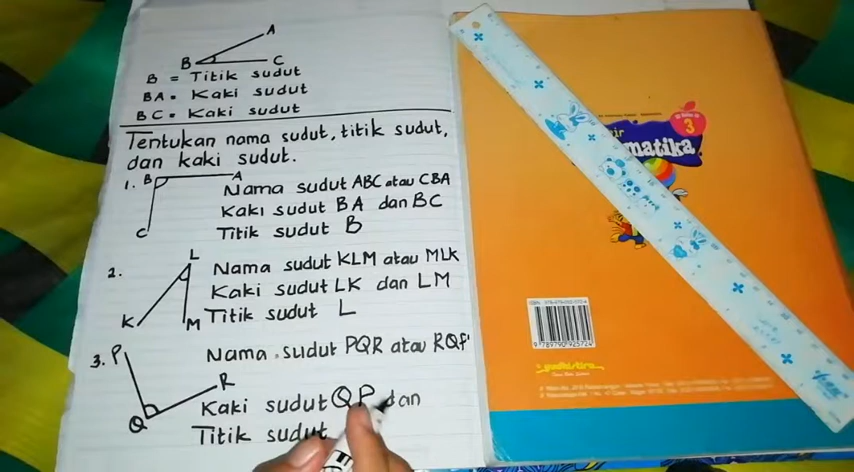 A
B C
B = Titik sudut
BA = Kaki sudut
BC = Kaki sudut
Tentukan nama sudut, titik sudut,
dan kaki sudut.
1. B A
C
Nama sudut ABC atau CBA
Kaki sudut BA dan BC
Titik sudut B
2. L
K M
Nama sudut KLM atau MLK
Kaki sudut LK dan LM
Titik sudut L
3. P
R
Q
Nama sudut PQR atau RQP
Kaki sudut QP dan
Titik sudut
3
matika
yudhistira